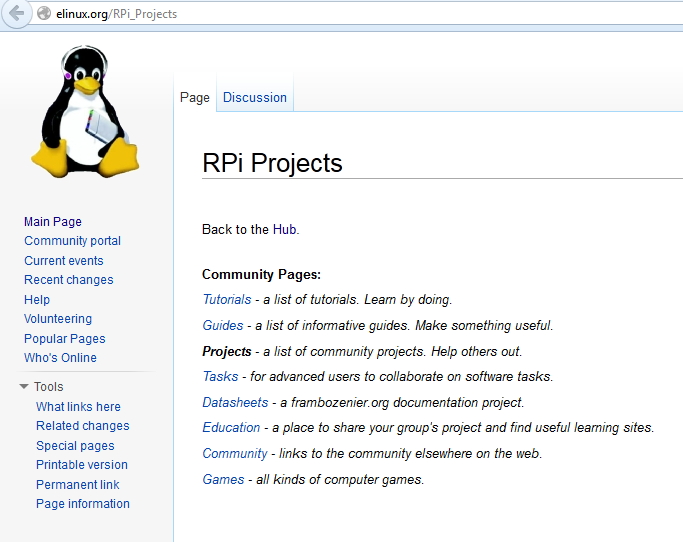 elinux.org/RPi_Projects
Page
Discussion
RPi Projects
Back to the Hub.
Community Pages:
Tutorials - a list of tutorials. Learn by doing.
Guides - a list of informative guides. Make something useful.
Projects - a list of community projects. Help others out.
Tasks - for advanced users to collaborate on software tasks.
Datasheets - a frambozenier.org documentation project.
Education - a place to share your group's project and find useful learning sites.
Community - links to the community elsewhere on the web.
Games - all kinds of computer games.
Main Page
Community portal
Current events
Recent changes
Help
Volunteering
Popular Pages
Who's Online
Tools
What links here
Related changes
Special pages
Printable version
Permanent link
Page information